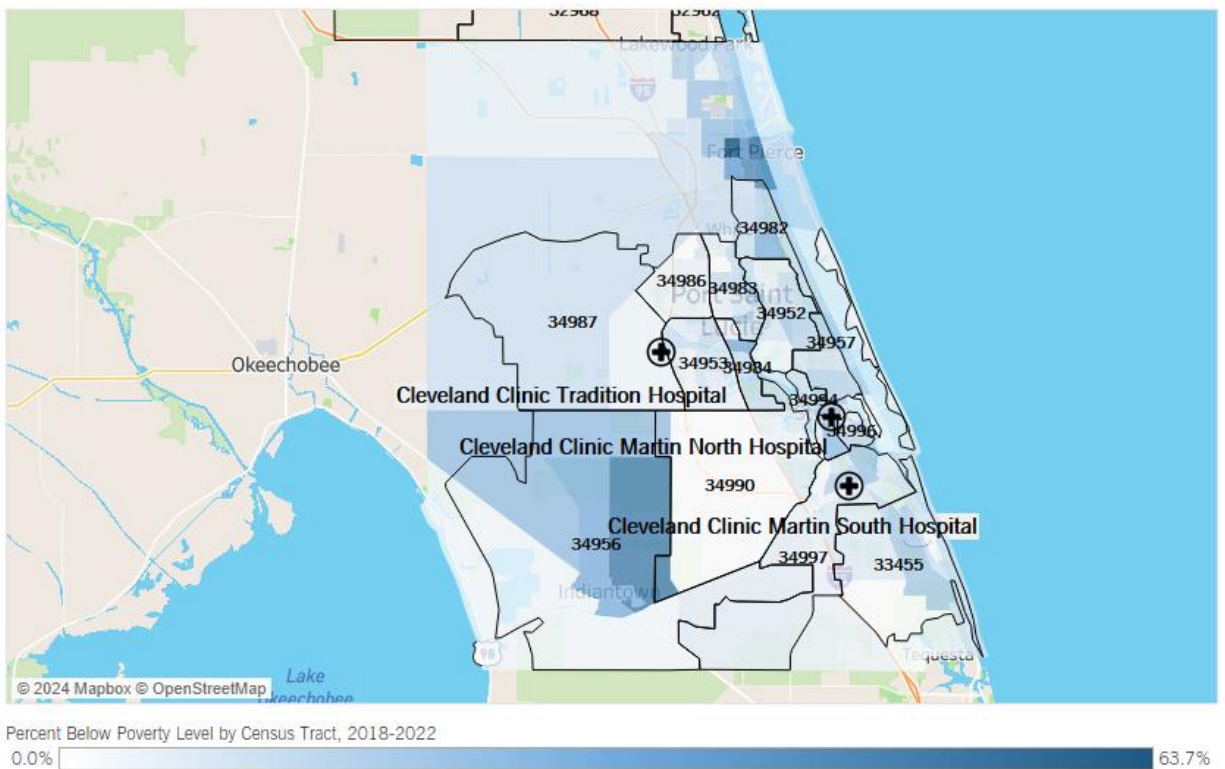 32968
32962
Lakewood Park
95
Fort Pierce
34982
34986
34983
Port Saint
Lucie
34952
34987
34957
Okeechobee
34953
34984
Cleveland Clinic Tradition Hospital
34994
34996
Cleveland Clinic Martin North Hospital
34990
Cleveland Clinic Martin South Hospital
34956
34997
33455
Indiantown
98
Tequesta
Lake
Okeechobee
© 2024 Mapbox © OpenStreetMap
Percent Below Poverty Level by Census Tract, 2018-2022
0.0%
63.7%